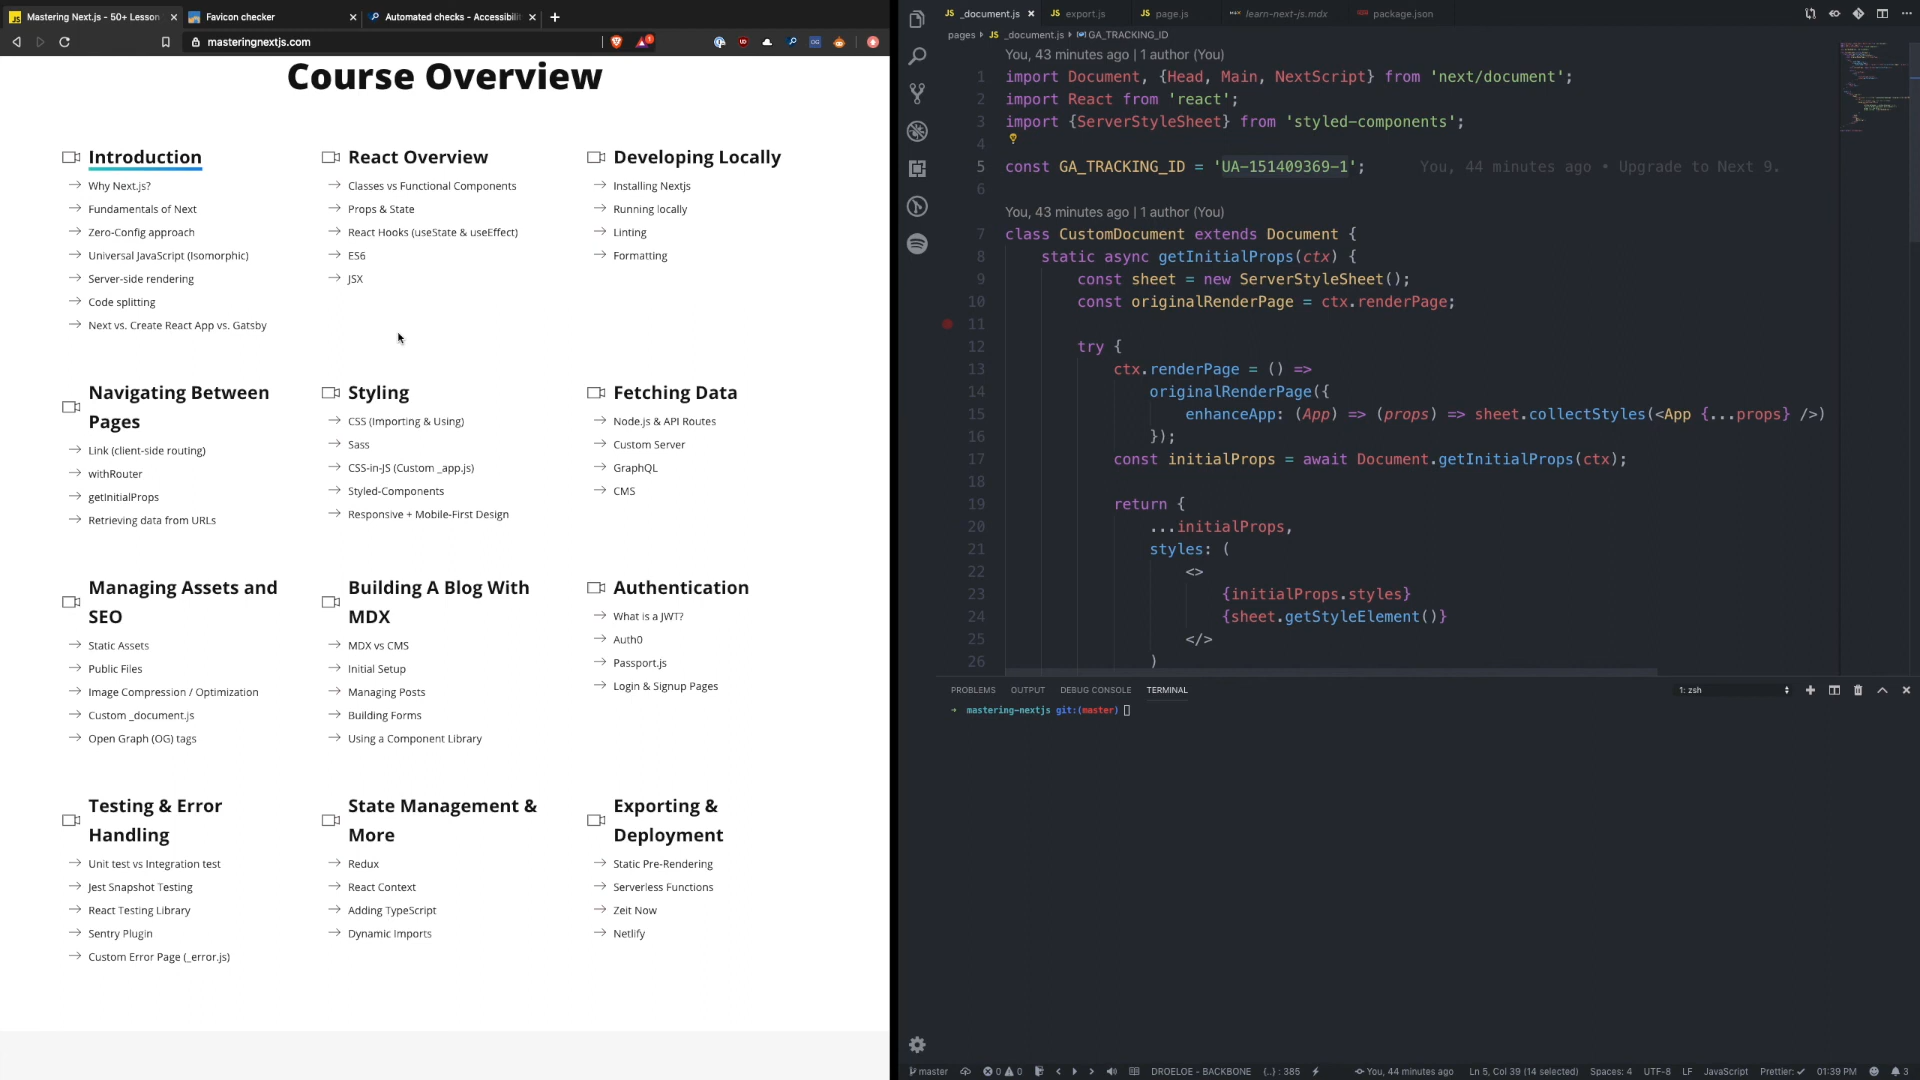 Mastering Next.js - 50+ Lesson
Favicon checker
Automated checks - Accessibilit
masteringnextjs.com
Course Overview
Introduction
Why Next.js?
Fundamentals of Next
Zero-Config approach
Universal JavaScript (Isomorphic)
Server-side rendering
Code splitting
Next vs. Create React App vs. Gatsby
React Overview
Classes vs Functional Components
Props & State
React Hooks (useState & useEffect)
ES6
JSX
Developing Locally
Installing Nextjs
Running locally
Linting
Formatting
Navigating Between
Pages
Link (client-side routing)
withRouter
getInitialProps
Retrieving data from URLs
Styling
CSS (Importing & Using)
Sass
CSS-in-JS (Custom _app.js)
Styled-Components
Responsive + Mobile-First Design
Fetching Data
Node.js & API Routes
Custom Server
GraphQL
CMS
Managing Assets and
SEO
Static Assets
Public Files
Image Compression / Optimization
Custom _document.js
Open Graph (OG) tags
Building A Blog With
MDX
MDX vs CMS
Initial Setup
Managing Posts
Building Forms
Using a Component Library
Authentication
What is a JWT?
Auth0
Passport.js
Login & Signup Pages
Testing & Error
Handling
Unit test vs Integration test
Jest Snapshot Testing
React Testing Library
Sentry Plugin
Custom Error Page (_error.js)
State Management &
More
Redux
React Context
Adding TypeScript
Dynamic Imports
Exporting &
Deployment
Static Pre-Rendering
Serverless Functions
Zeit Now
Netlify
JS _document.js
JS export.js
JS page.js
learn-next-js.mdx
package.json
pages JS _document.js GA_TRACKING_ID
You, 43 minutes ago | 1 author (You)
1 import Document, {Head, Main, NextScript} from 'next/document';
2 import React from 'react';
3 import {ServerStyleSheet} from 'styled-components';
5 const GA_TRACKING_ID = 'UA-151409369-1'; You, 44 minutes ago • Upgrade to Next 9.
6
You, 43 minutes ago | 1 author (You)
7 class CustomDocument extends Document {
8 static async getInitialProps(ctx) {
9 const sheet = new ServerStyleSheet();
10 const originalRenderPage = ctx.renderPage;
11
12 try {
13 ctx.renderPage = () =>
14 originalRenderPage({
15 enhanceApp: (App) => (props) => sheet.collectStyles(<App {...props} />)
16 });
17 const initialProps = await Document.getInitialProps(ctx);
18
19 return {
20 ...initialProps,
21 styles: (
22 <>
23 {initialProps.styles}
24 {sheet.getStyleElement()}
25 </>
26 )
PROBLEMS OUTPUT DEBUG CONSOLE TERMINAL 1: zsh
→ mastering-nextjs git:(master)
master 0 0 DROELOE - BACKBONE {..} : 385 You, 44 minutes ago Ln 5, Col 39 (14 selected) Spaces: 4 UTF-8 LF JavaScript Prettier: ✓ 01:39 PM 3